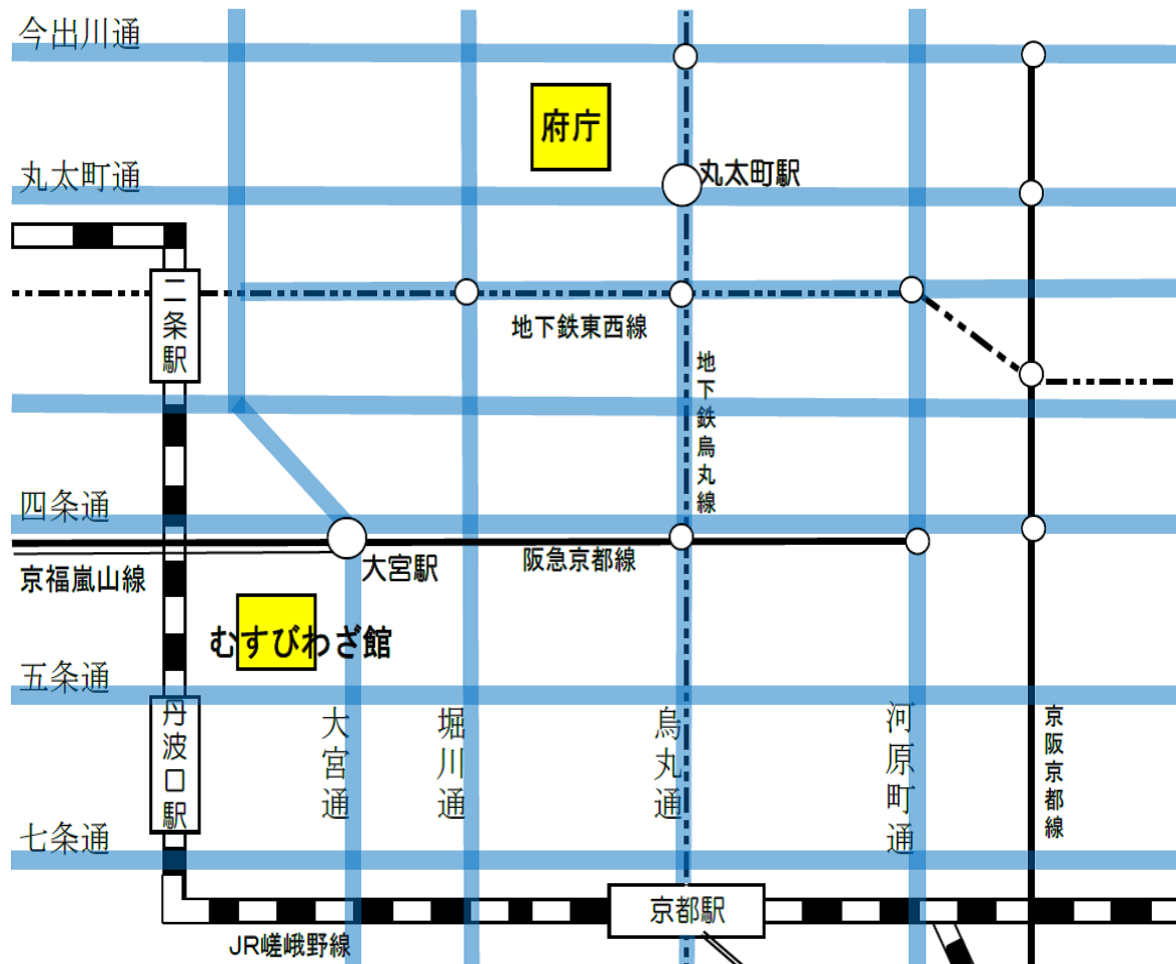 今出川通
府庁
丸太町通
丸太町駅
二条駅
地下鉄東西線
地下鉄烏丸線
四条通
京福嵐山線
大宮駅
阪急京都線
むすびわざ館
五条通
丹波口駅
大宮通
堀川通
烏丸通
河原町通
京阪京都線
七条通
京都駅
JR嵯峨野線